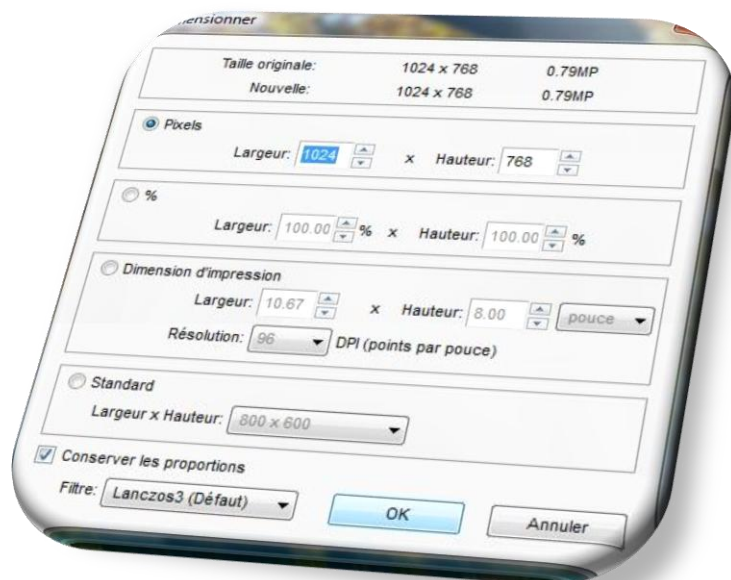 ensionner
Taille originale: 1024 x 768 0.79MP
Nouvelle: 1024 x 768 0.79MP
Pixels
Largeur: 1024 x Hauteur: 768
%
Largeur: 100.00 % x Hauteur: 100.00 %
Dimension d'impression
Largeur: 10.67 x Hauteur: 8.00 pouce
Résolution: 96 DPI (points par pouce)
Standard
Largeur x Hauteur: 800 x 600
Conserver les proportions
Filtre: Lanczos3 (Défaut)
OK Annuler